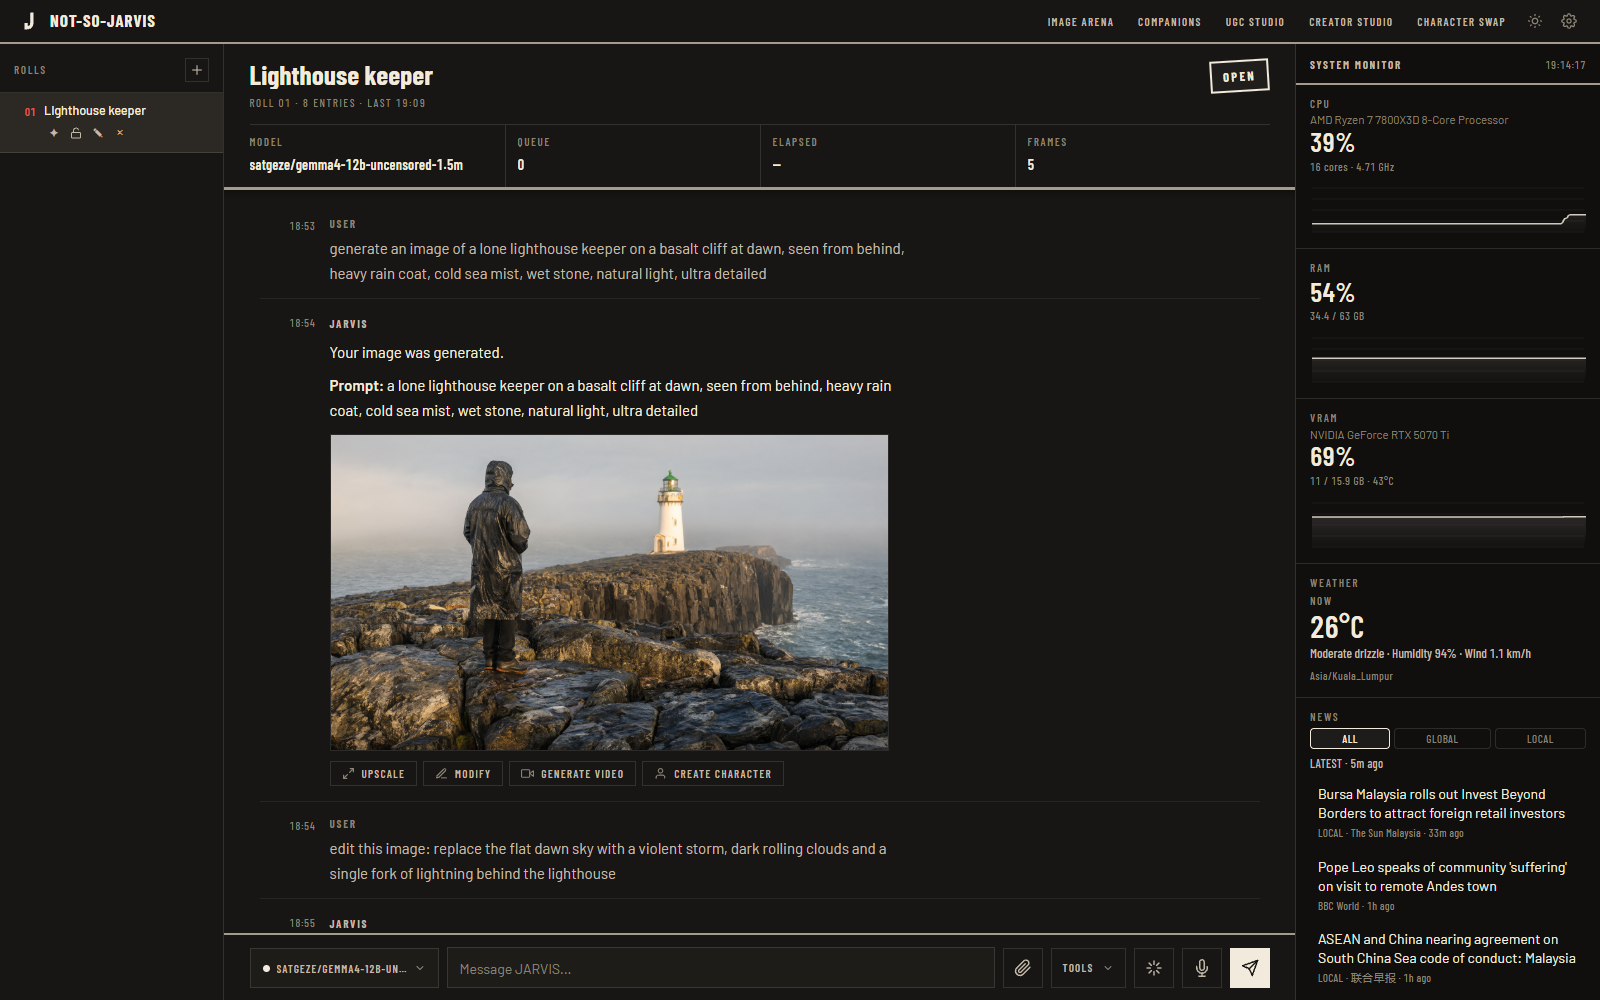 NOT-SO-JARVIS
IMAGE ARENA
COMPANIONS
UGC STUDIO
CREATOR STUDIO
CHARACTER SWAP
ROLLS
01 Lighthouse keeper
Lighthouse keeper
ROLL 01 · 8 ENTRIES · LAST 19:09
OPEN
MODEL
satgeze/gemma4-12b-uncensored-1.5m
QUEUE
0
ELAPSED
—
FRAMES
5
18:53 USER
generate an image of a lone lighthouse keeper on a basalt cliff at dawn, seen from behind,
heavy rain coat, cold sea mist, wet stone, natural light, ultra detailed
18:54 JARVIS
Your image was generated.
Prompt: a lone lighthouse keeper on a basalt cliff at dawn, seen from behind, heavy rain
coat, cold sea mist, wet stone, natural light, ultra detailed
UPSCALE
MODIFY
GENERATE VIDEO
CREATE CHARACTER
18:54 USER
edit this image: replace the flat dawn sky with a violent storm, dark rolling clouds and a
single fork of lightning behind the lighthouse
18:55 JARVIS
SATGEZE/GEMMA4-12B-UN...
Message JARVIS...
TOOLS
SYSTEM MONITOR 19:14:17
CPU
AMD Ryzen 7 7800X3D 8-Core Processor
39%
16 cores · 4.71 GHz
RAM
54%
34.4 / 63 GB
VRAM
NVIDIA GeForce RTX 5070 Ti
69%
11 / 15.9 GB · 43°C
WEATHER
NOW
26°C
Moderate drizzle · Humidity 94% · Wind 1.1 km/h
Asia/Kuala_Lumpur
NEWS
ALL
GLOBAL
LOCAL
LATEST · 5m ago
Bursa Malaysia rolls out Invest Beyond
Borders to attract foreign retail investors
LOCAL · The Sun Malaysia · 33m ago
Pope Leo speaks of community 'suffering'
on visit to remote Andes town
BBC World · 1h ago
ASEAN and China nearing agreement on
South China Sea code of conduct: Malaysia
LOCAL · 联合早报 · 1h ago